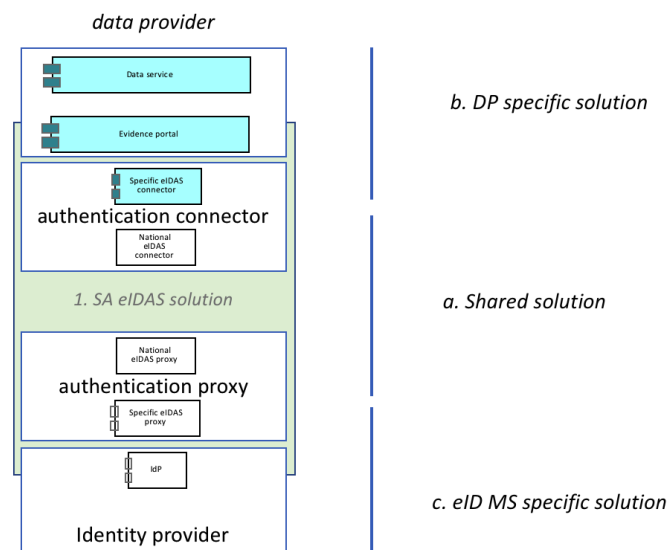 data provider
Data service
b. DP specific solution
Evidence portal
Specific eIDAS
connector
authentication connector
National
eIDAS
connector
1. SA eIDAS solution
a. Shared solution
National
eIDAS proxy
authentication proxy
Specific eIDAS
proxy
IdP
c. eID MS specific solution
Identity provider